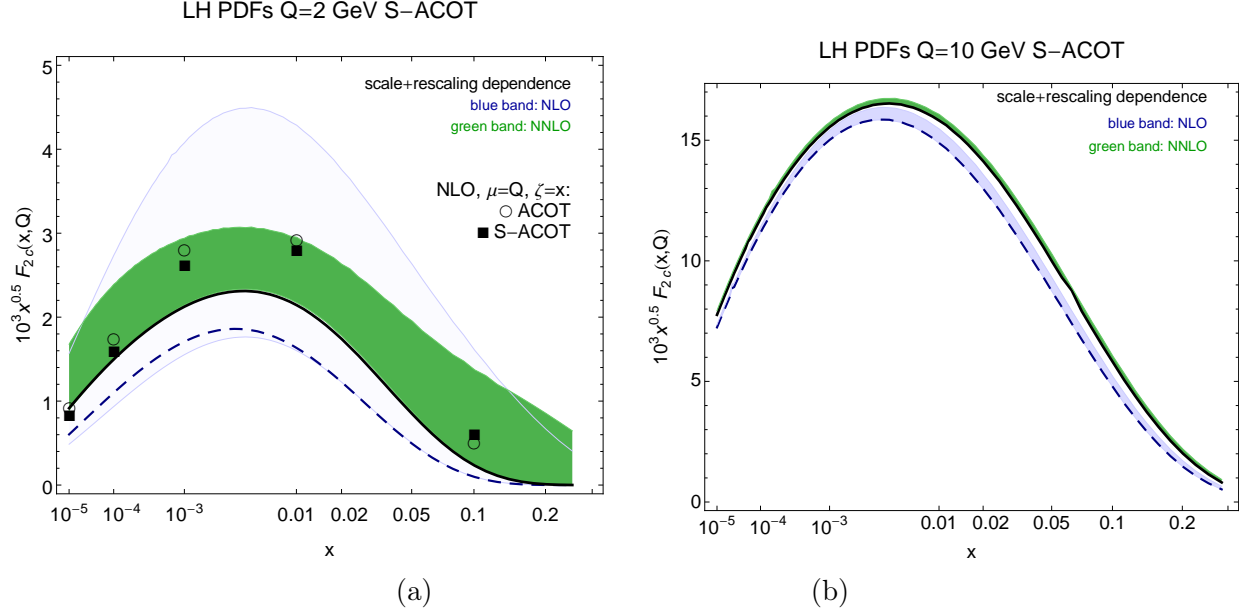 LH PDFs Q=2 GeV S−ACOT
5
4
3
2
1
0
10³x^0.5 F_2c(x,Q)
scale+rescaling dependence
blue band: NLO
green band: NNLO
NLO, μ=Q, ζ=x:
○ ACOT
■ S−ACOT
10⁻⁵ 10⁻⁴ 10⁻³ 0.01 0.02 0.05 0.1 0.2
x
(a)
LH PDFs Q=10 GeV S−ACOT
15
10
5
0
10³x^0.5 F_2c(x,Q)
scale+rescaling dependence
blue band: NLO
green band: NNLO
10⁻⁵ 10⁻⁴ 10⁻³ 0.01 0.02 0.05 0.1 0.2
x
(b)